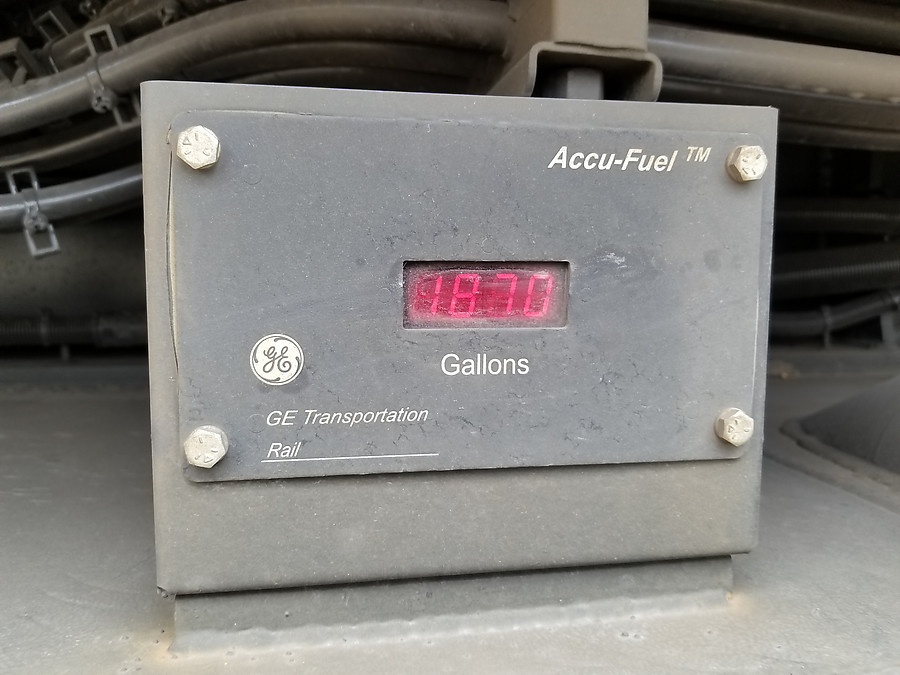 Accu-Fuel ™
1870
Gallons
GE
GE Transportation
Rail